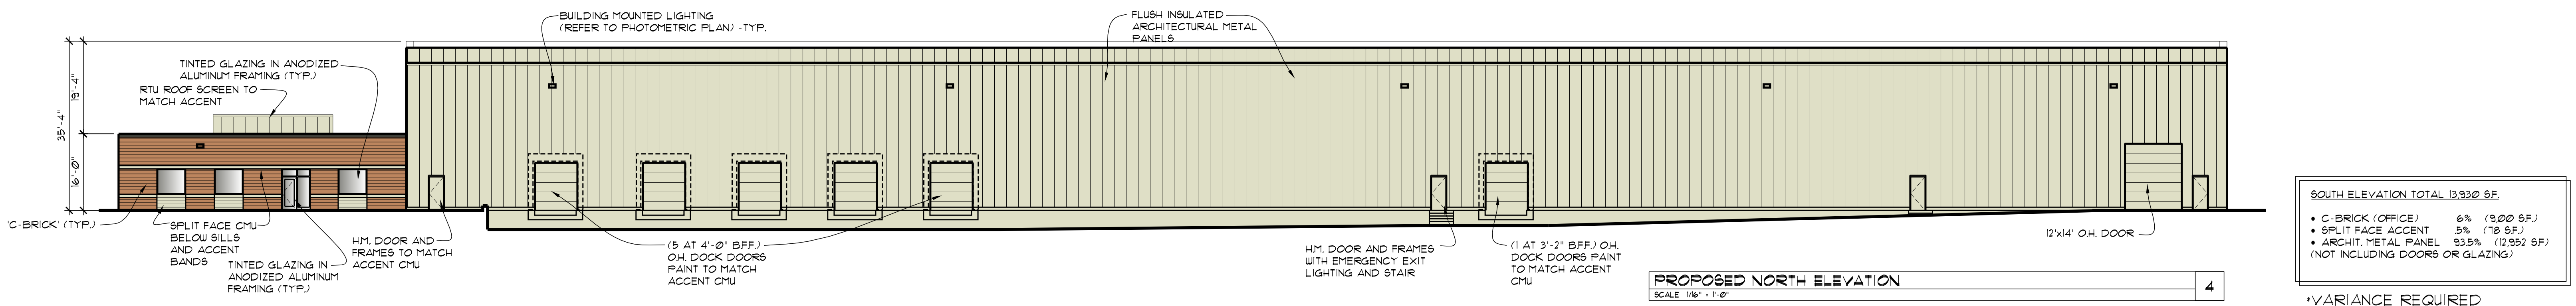 BUILDING MOUNTED LIGHTING
(REFER TO PHOTOMETRIC PLAN) -TYP.
FLUSH INSULATED
ARCHITECTURAL METAL
PANELS
TINTED GLAZING IN ANODIZED
ALUMINUM FRAMING (TYP.)
RTU ROOF SCREEN TO
MATCH ACCENT
35'-4"
19'-4"
16'-0"
'C-BRICK' (TYP.)
SPLIT FACE CMU
BELOW SILLS
AND ACCENT
BANDS
TINTED GLAZING IN
ANODIZED ALUMINUM
FRAMING (TYP.)
H.M. DOOR AND
FRAMES TO MATCH
ACCENT CMU
(5 AT 4'-0" B.F.F.)
O.H. DOCK DOORS
PAINT TO MATCH
ACCENT CMU
H.M. DOOR AND FRAMES
WITH EMERGENCY EXIT
LIGHTING AND STAIR
(1 AT 3'-2" B.F.F.) O.H.
DOCK DOORS PAINT
TO MATCH ACCENT
CMU
12'x14' O.H. DOOR
PROPOSED NORTH ELEVATION
SCALE 1/16" = 1'-0"
4
SOUTH ELEVATION TOTAL 13,930 S.F.
• C-BRICK (OFFICE) 6% (9,00 S.F.)
• SPLIT FACE ACCENT .5% (78 S.F.)
• ARCHIT. METAL PANEL 93.5% (12,952 S.F)
(NOT INCLUDING DOORS OR GLAZING)
*VARIANCE REQUIRED